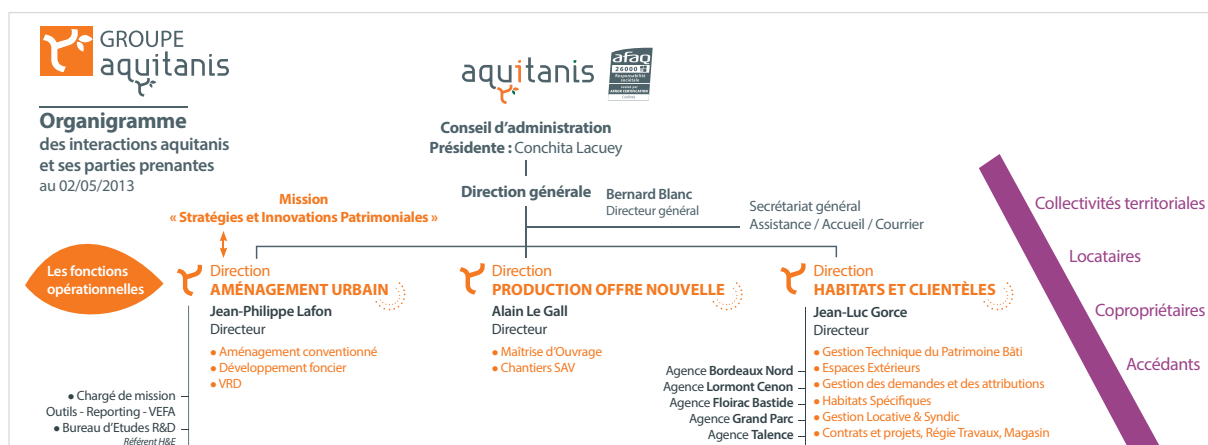 GROUPE
aquitanis
Organigramme
des interactions aquitanis
et ses parties prenantes
au 02/05/2013
aquitanis
afaq
26000
Responsabilité
sociétale
AFNOR CERTIFICATION
Conseil d'administration
Présidente : Conchita Lacuey
Direction générale
Bernard Blanc
Directeur général
Secrétariat général
Assistance / Accueil / Courrier
Mission
« Stratégies et Innovations Patrimoniales »
Les fonctions
opérationnelles
Direction
AMÉNAGEMENT URBAIN
Jean-Philippe Lafon
Directeur
• Aménagement conventionné
• Développement foncier
• VRD
• Chargé de mission
Outils - Reporting - VEFA
• Bureau d'Etudes R&D
Référent H&E
Direction
PRODUCTION OFFRE NOUVELLE
Alain Le Gall
Directeur
• Maîtrise d'Ouvrage
• Chantiers SAV
Direction
HABITATS ET CLIENTÈLES
Jean-Luc Gorce
Directeur
• Gestion Technique du Patrimoine Bâti
• Espaces Extérieurs
• Gestion des demandes et des attributions
• Habitats Spécifiques
• Gestion Locative & Syndic
• Contrats et projets, Régie Travaux, Magasin
Agence Bordeaux Nord
Agence Lormont Cenon
Agence Floirac Bastide
Agence Grand Parc
Agence Talence
Collectivités territoriales
Locataires
Copropriétaires
Accédants